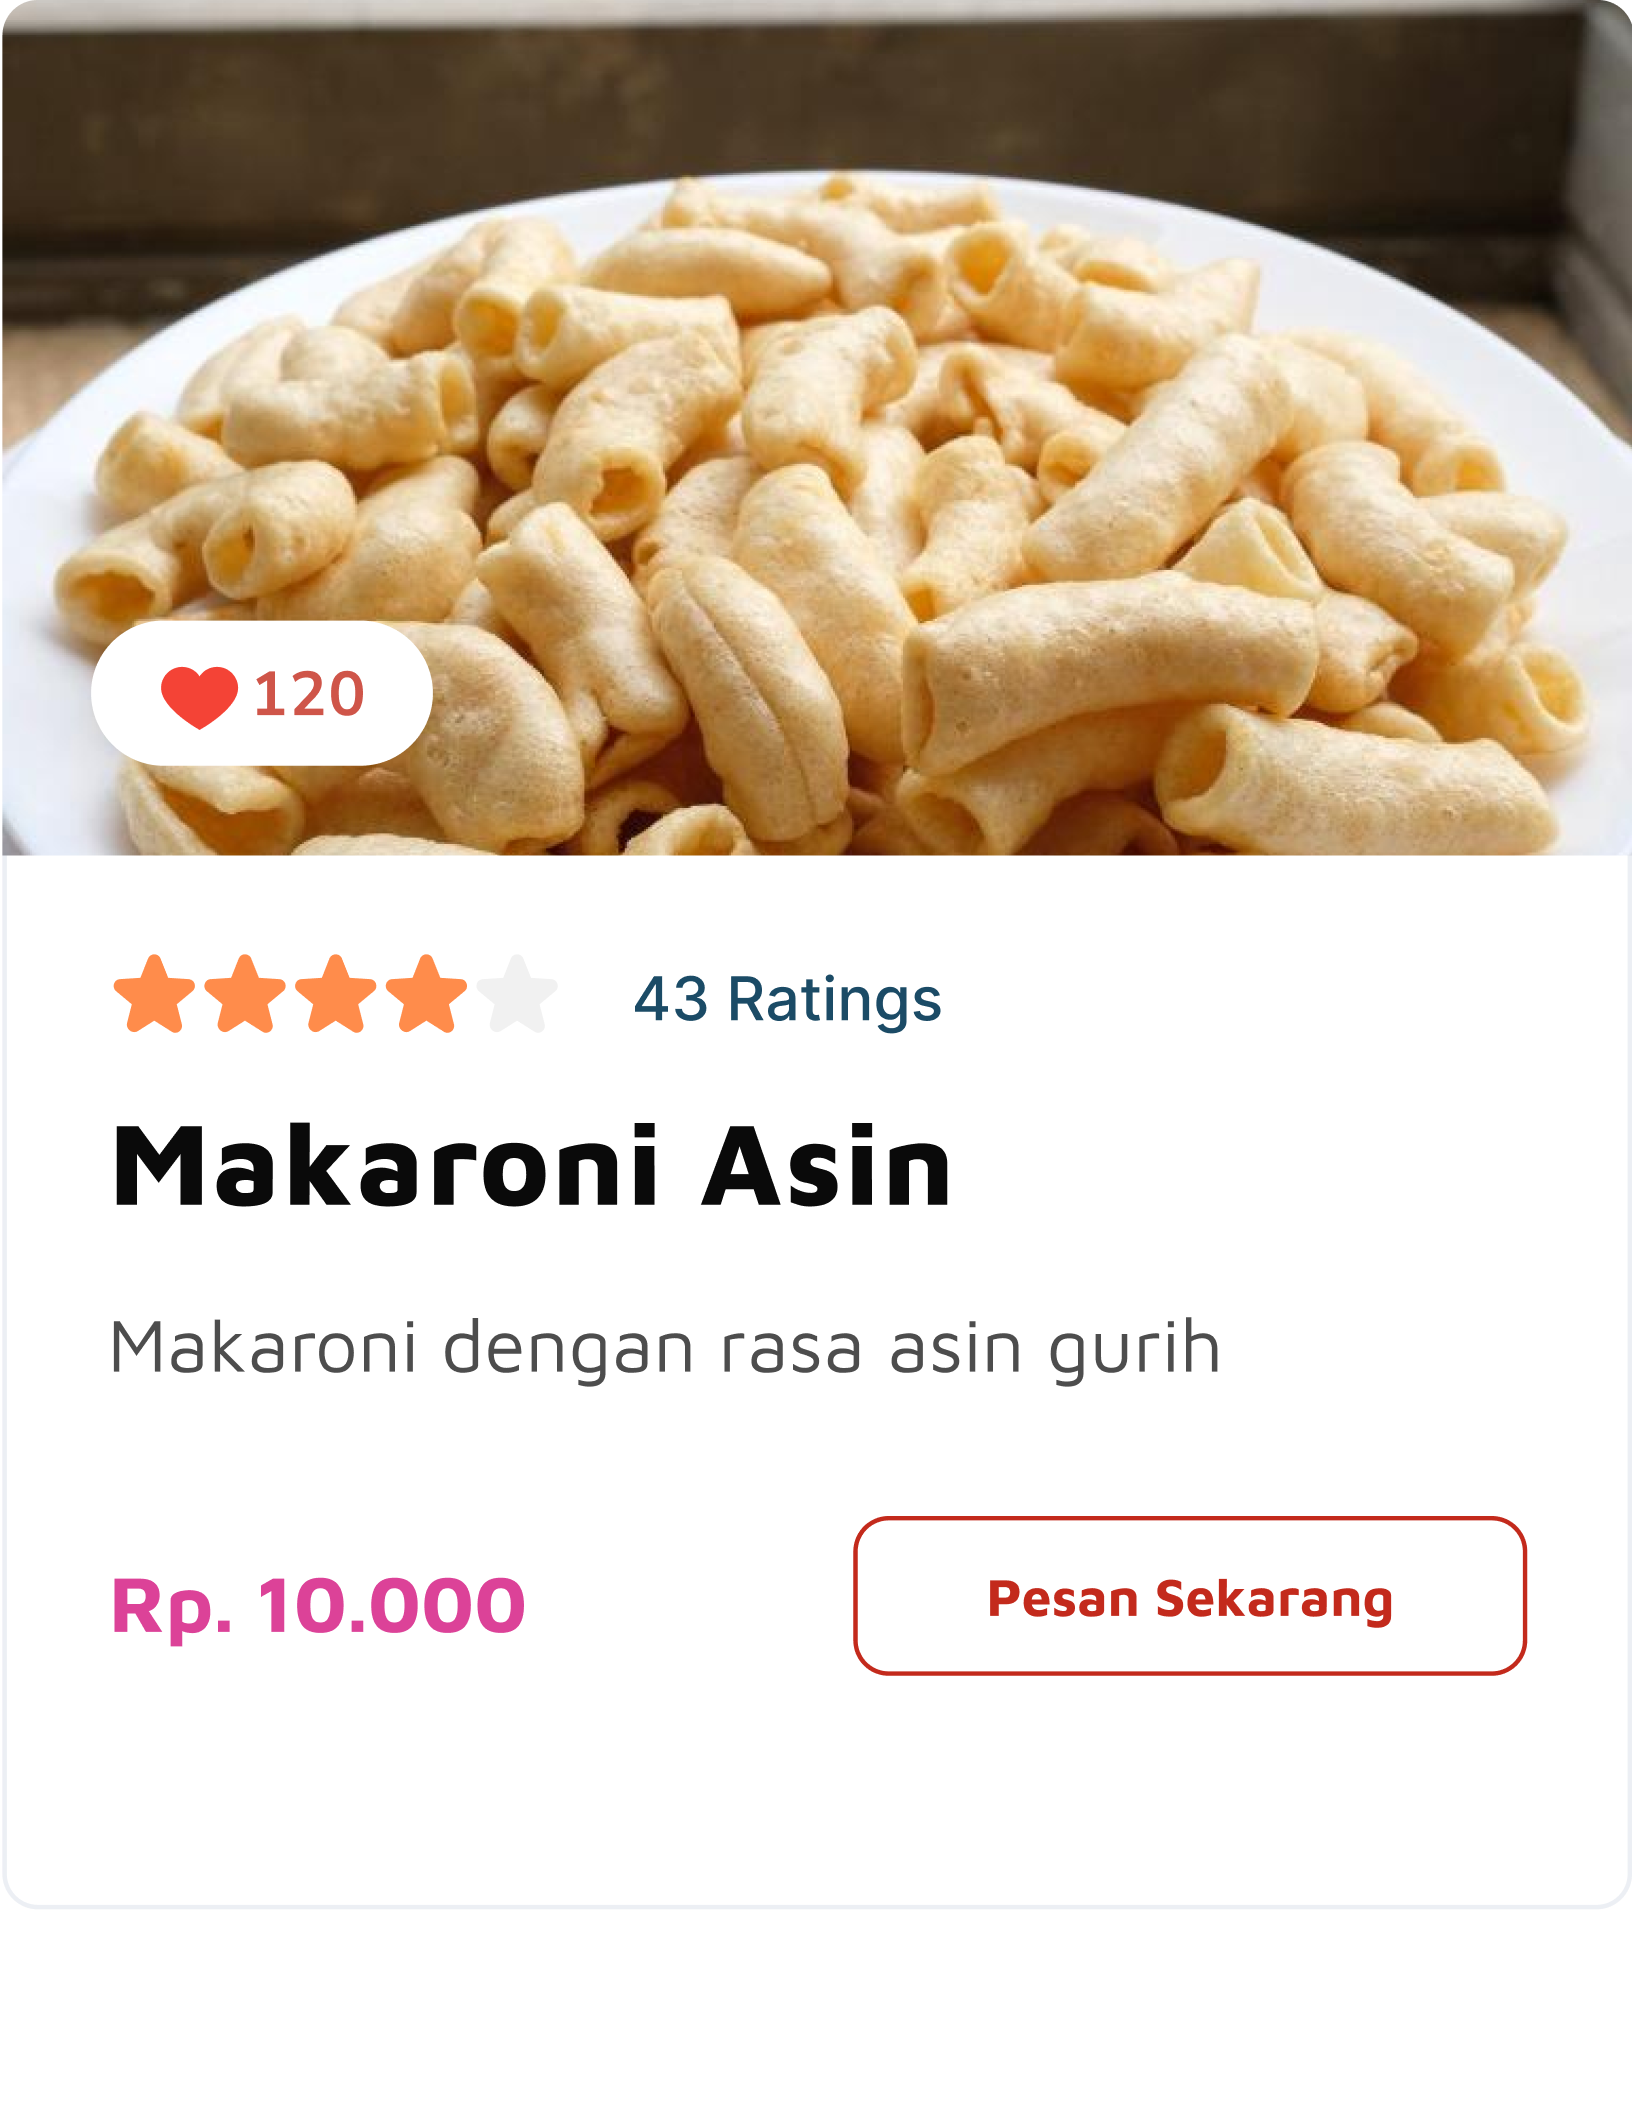 120
43 Ratings
Makaroni Asin
Makaroni dengan rasa asin gurih
Rp. 10.000
Pesan Sekarang